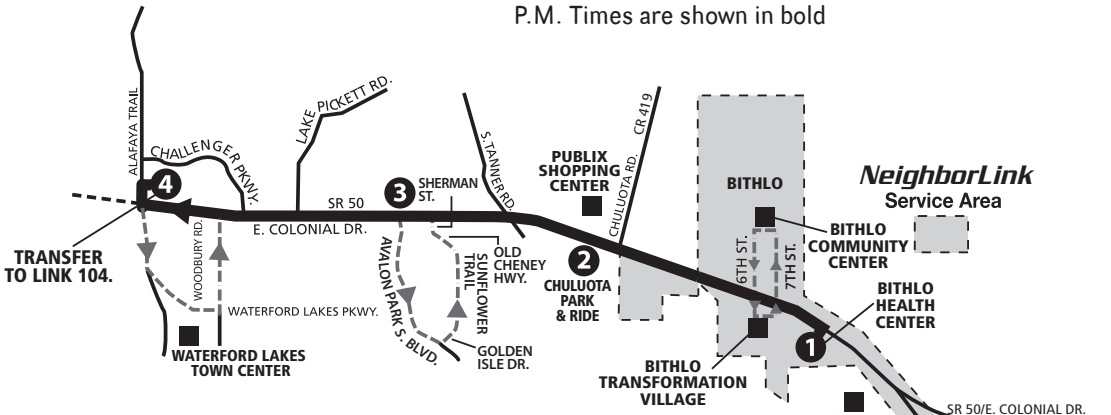 P.M. Times are shown in bold
ALAFAYA TRAIL
CHALLENGER PKWY.
LAKE PICKETT RD.
S. TANNER RD.
CHULUOTA RD. CR 419
PUBLIX
SHOPPING
CENTER
BITHLO
NeighborLink
Service Area
4
3
SHERMAN
ST.
SR 50
E. COLONIAL DR.
TRANSFER
TO LINK 104.
WOODBURY RD.
WATERFORD LAKES PKWY.
WATERFORD LAKES
TOWN CENTER
AVALON PARK S. BLVD.
SUNFLOWER
TRAIL
OLD
CHENEY
HWY.
GOLDEN
ISLE DR.
2
CHULUOTA
PARK
& RIDE
6TH ST.
7TH ST.
BITHLO
COMMUNITY
CENTER
BITHLO
HEALTH
CENTER
1
BITHLO
TRANSFORMATION
VILLAGE
SR 50/E. COLONIAL DR.